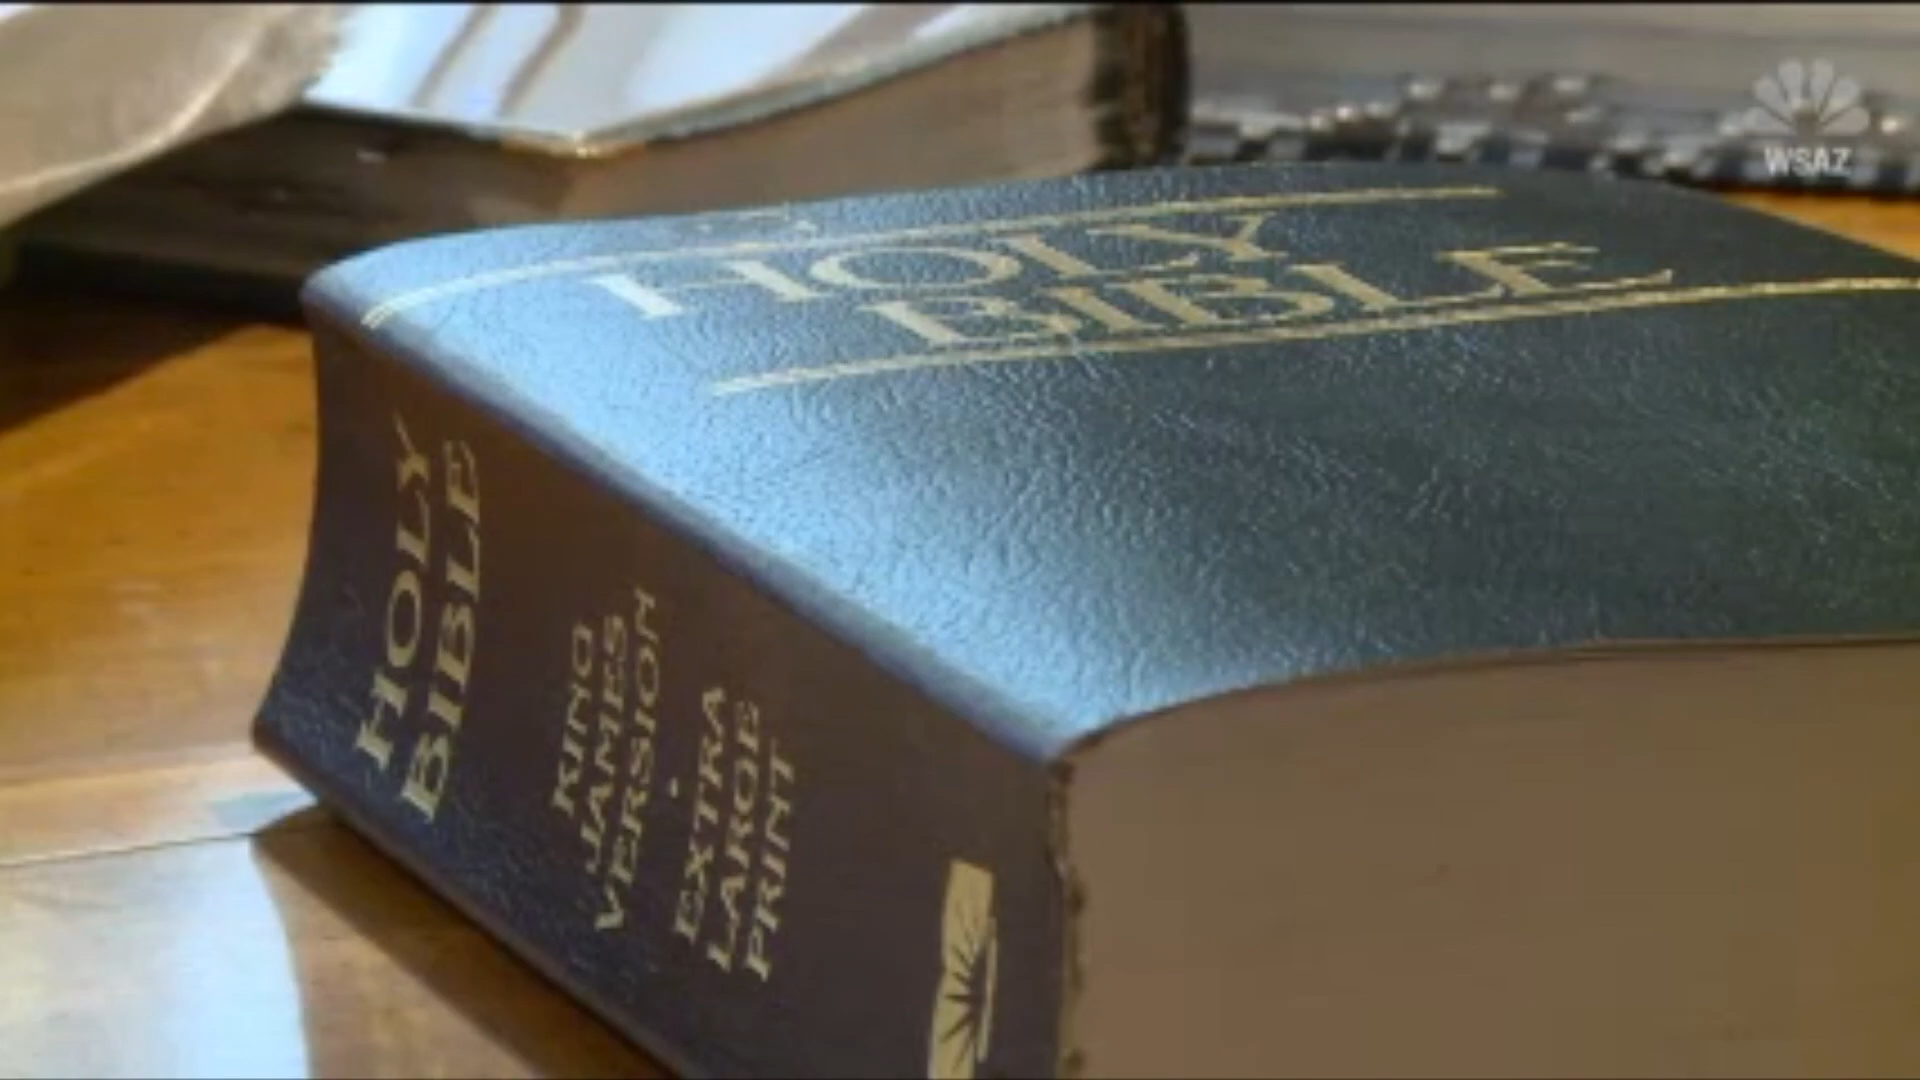 WSAZ
HOLY
BIBLE
HOLY
BIBLE
KING
JAMES
VERSION
EXTRA
LARGE
PRINT